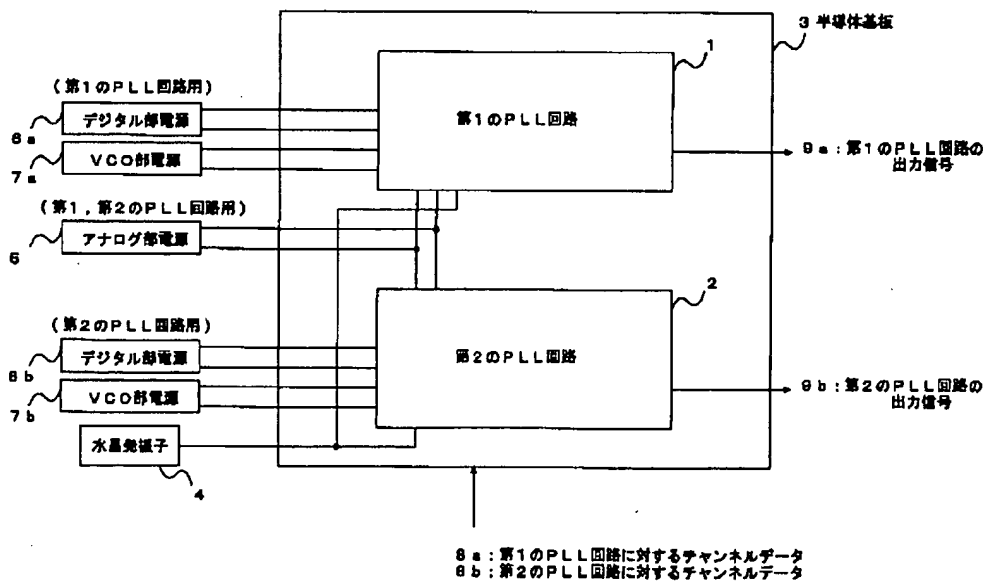 3 半導体基板
1
(第1のPLL回路用)
デジタル部電源
6a
第1のPLL回路
VCO部電源
7a
9a:第1のPLL回路の
出力信号
(第1,第2のPLL回路用)
アナログ部電源
5
2
(第2のPLL回路用)
デジタル部電源
6b
第2のPLL回路
VCO部電源
7b
9b:第2のPLL回路の
出力信号
水晶発振子
4
8a:第1のPLL回路に対するチャンネルデータ
8b:第2のPLL回路に対するチャンネルデータ